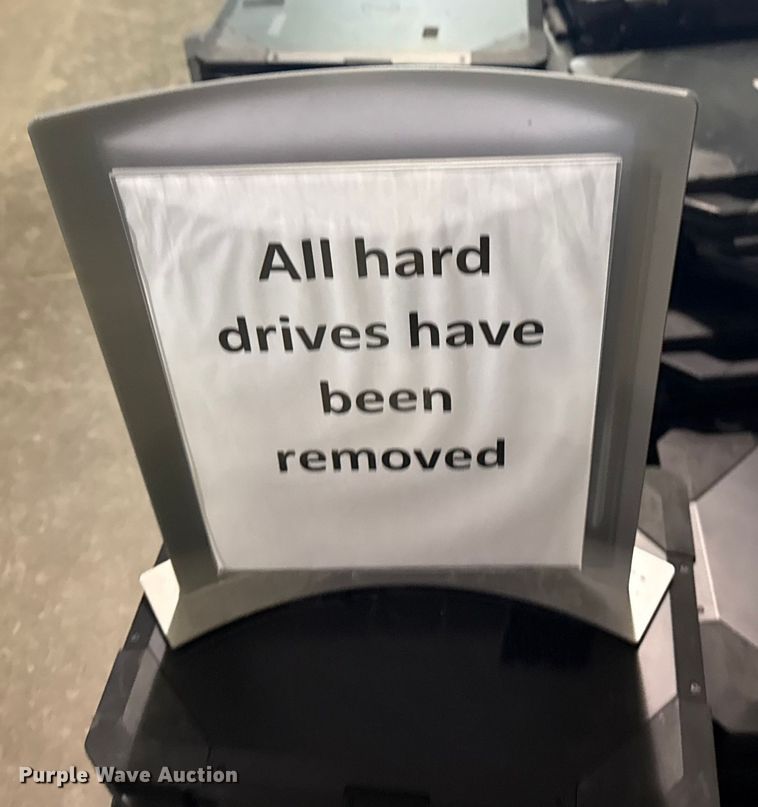 All hard
drives have
been
removed
Purple Wave Auction